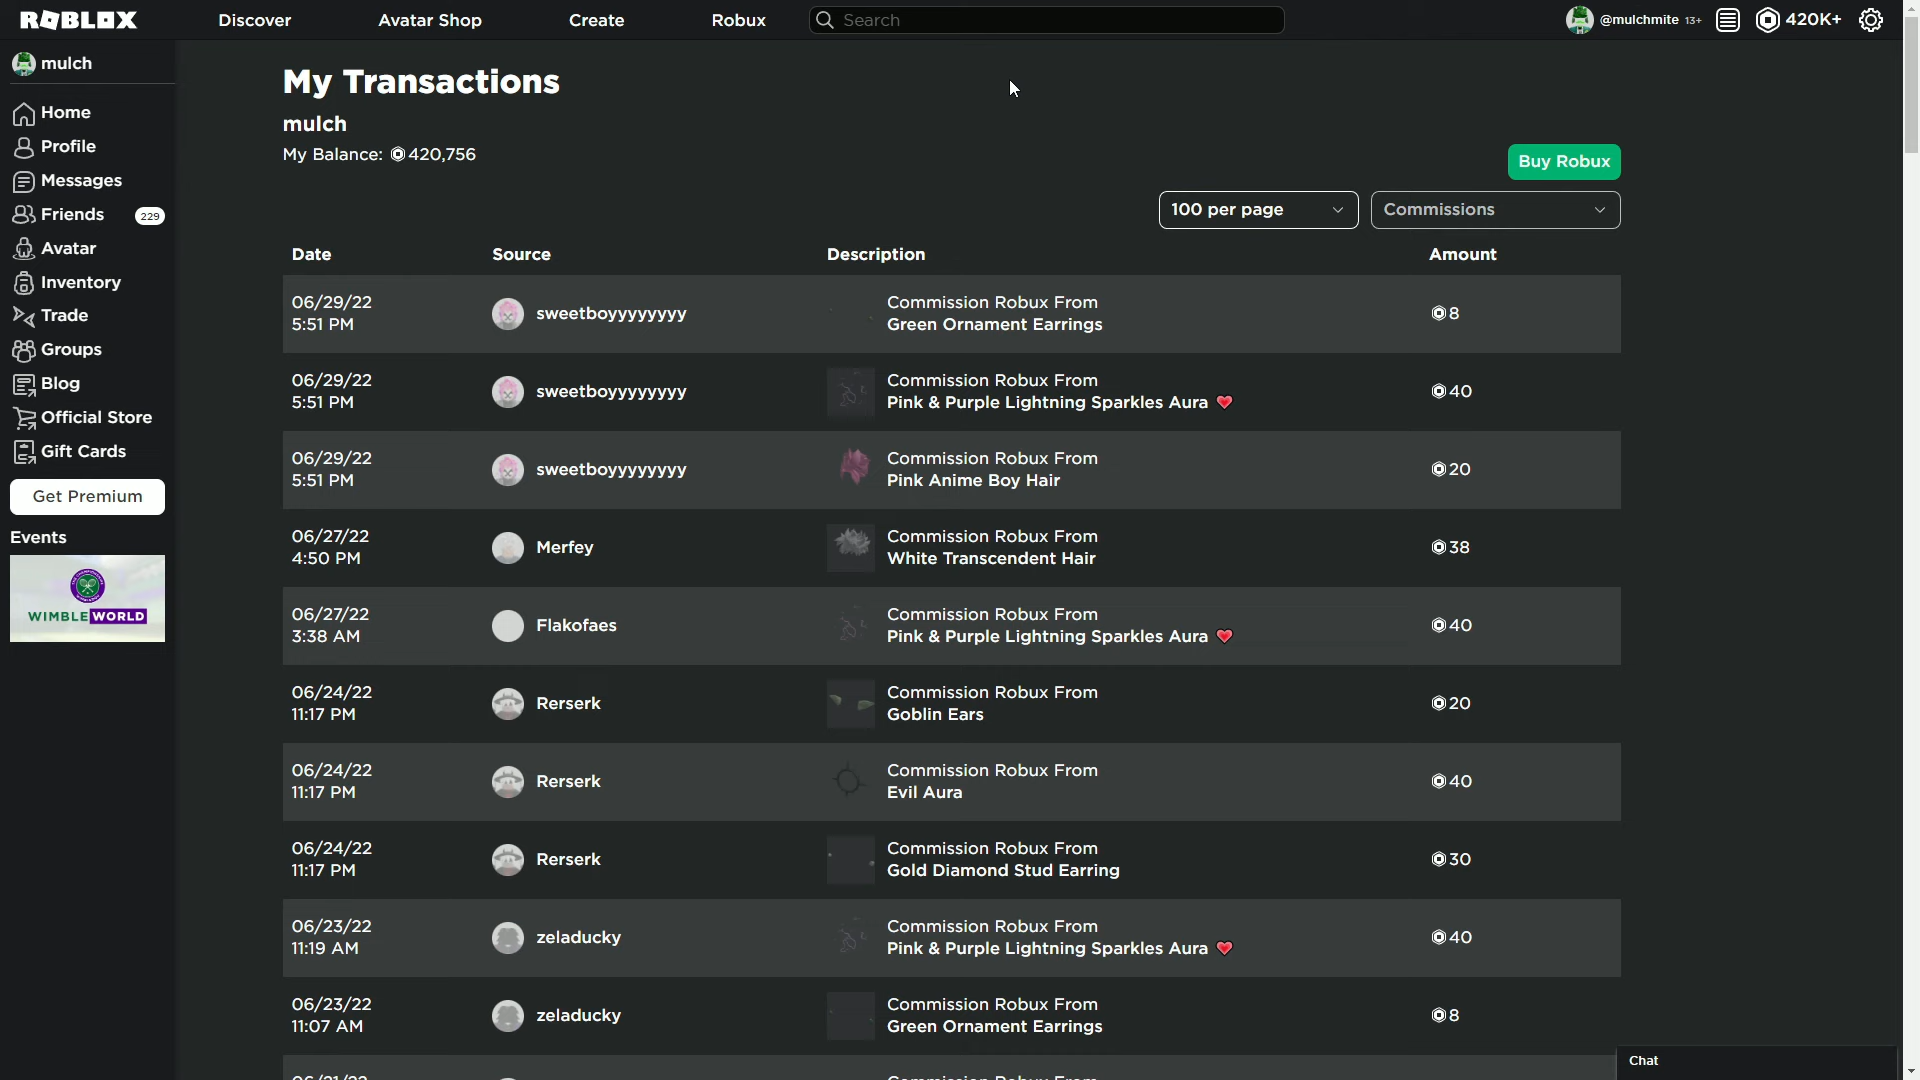 ROBLOX
Discover
Avatar Shop
Create
Robux
Search
@mulchmite 13+
420K+
mulch
Home
Profile
Messages
Friends 229
Avatar
Inventory
Trade
Groups
Blog
Official Store
Gift Cards
Get Premium
Events
WIMBLEWORLD
My Transactions
mulch
My Balance: 420,756
Buy Robux
100 per page
Commissions
Date Source Description Amount
06/29/22
5:51 PM
sweetboyyyyyyyy
Commission Robux From
Green Ornament Earrings
8
06/29/22
5:51 PM
sweetboyyyyyyyy
Commission Robux From
Pink & Purple Lightning Sparkles Aura ❤️
40
06/29/22
5:51 PM
sweetboyyyyyyyy
Commission Robux From
Pink Anime Boy Hair
20
06/27/22
4:50 PM
Merfey
Commission Robux From
White Transcendent Hair
38
06/27/22
3:38 AM
Flakofaes
Commission Robux From
Pink & Purple Lightning Sparkles Aura ❤️
40
06/24/22
11:17 PM
Rerserk
Commission Robux From
Goblin Ears
20
06/24/22
11:17 PM
Rerserk
Commission Robux From
Evil Aura
40
06/24/22
11:17 PM
Rerserk
Commission Robux From
Gold Diamond Stud Earring
30
06/23/22
11:19 AM
zeladucky
Commission Robux From
Pink & Purple Lightning Sparkles Aura ❤️
40
06/23/22
11:07 AM
zeladucky
Commission Robux From
Green Ornament Earrings
8
Chat